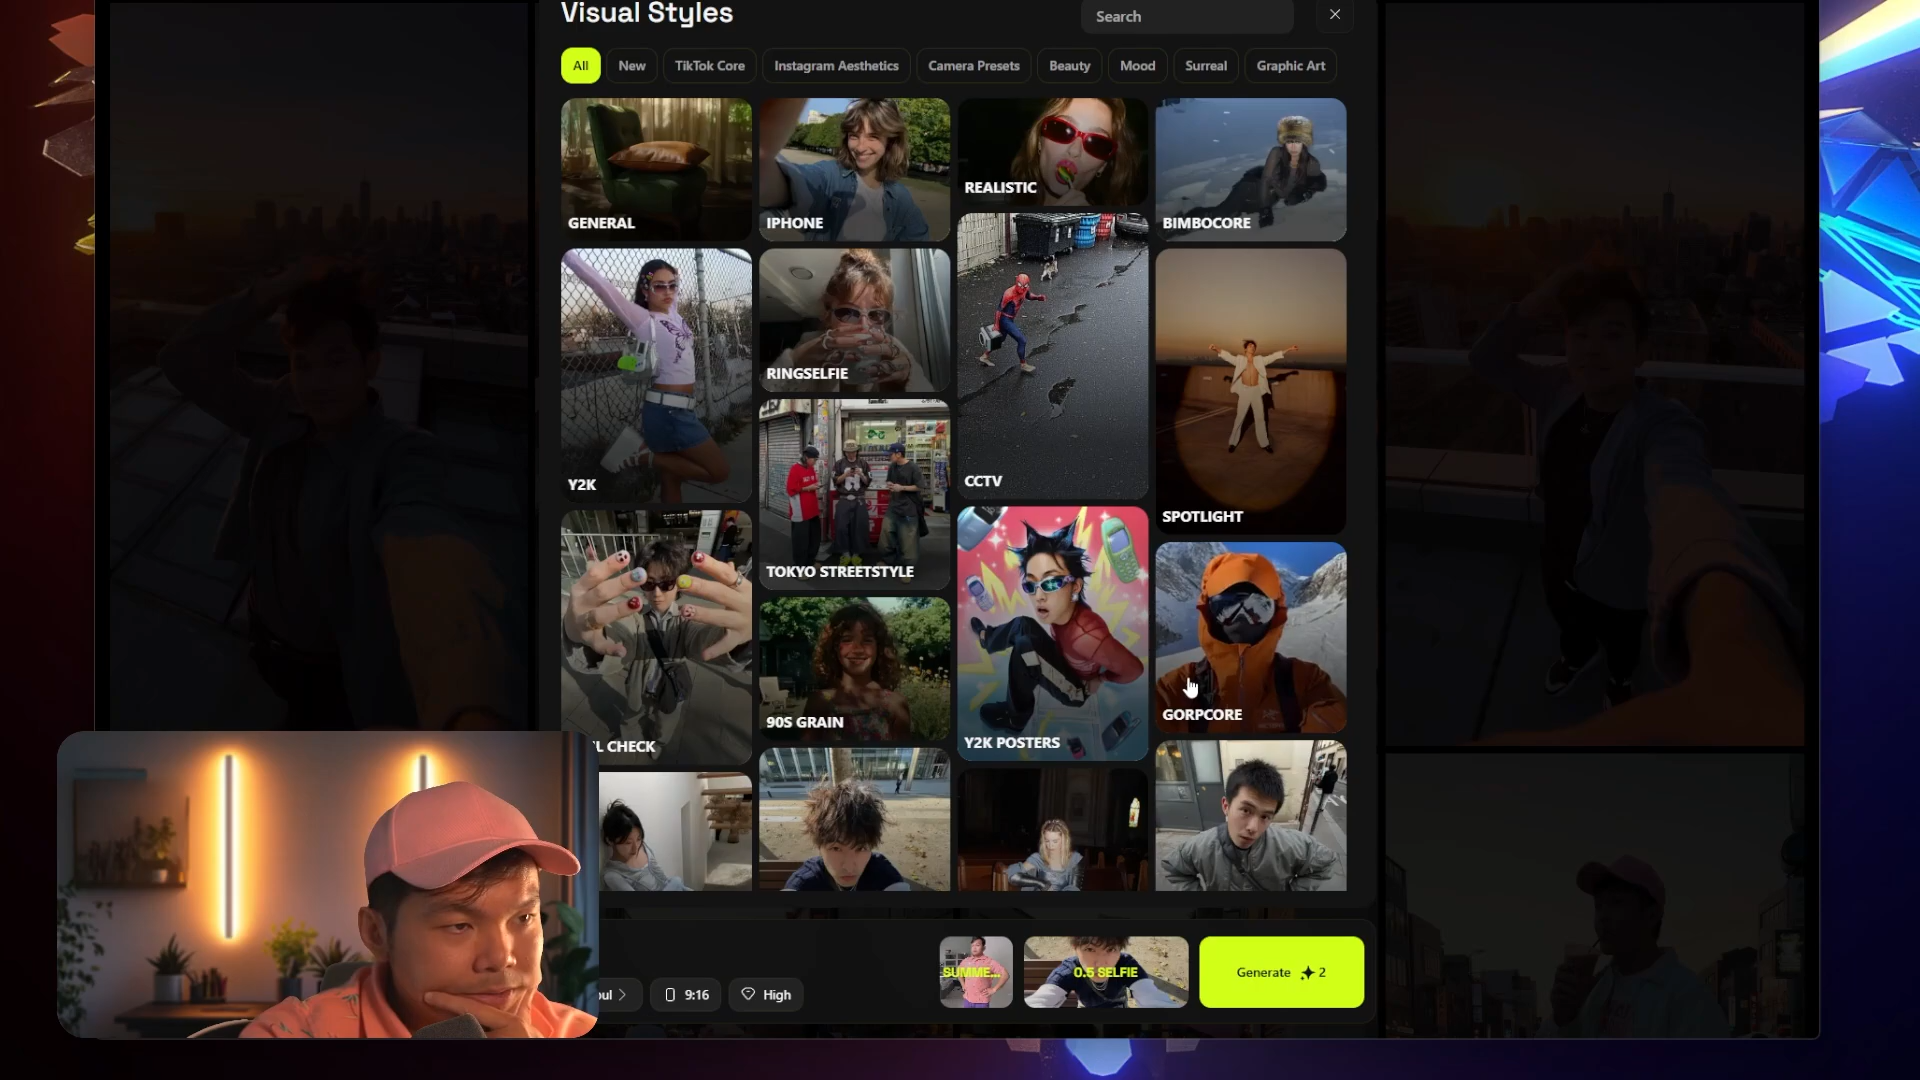 Visual Styles
Search
All
New
TikTok Core
Instagram Aesthetics
Camera Presets
Beauty
Mood
Surreal
Graphic Art
GENERAL
IPHONE
REALISTIC
BIMBOCORE
Y2K
RINGSELFIE
CCTV
SPOTLIGHT
TOKYO STREETSTYLE
GORPCORE
90S GRAIN
Y2K POSTERS
CHECK
9:16
High
SUMME...
0.5 SELFIE
Generate 2